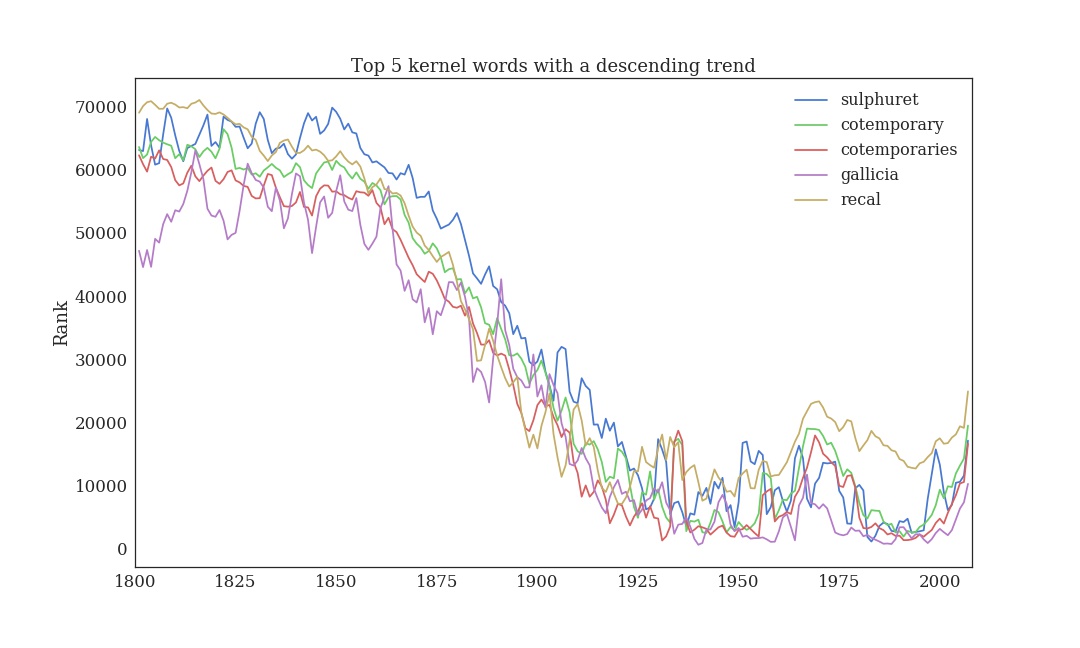 Top 5 kernel words with a descending trend
sulphuret
cotemporary
cotemporaries
gallicia
recal
Rank
70000
60000
50000
40000
30000
20000
10000
0
1800 1825 1850 1875 1900 1925 1950 1975 2000